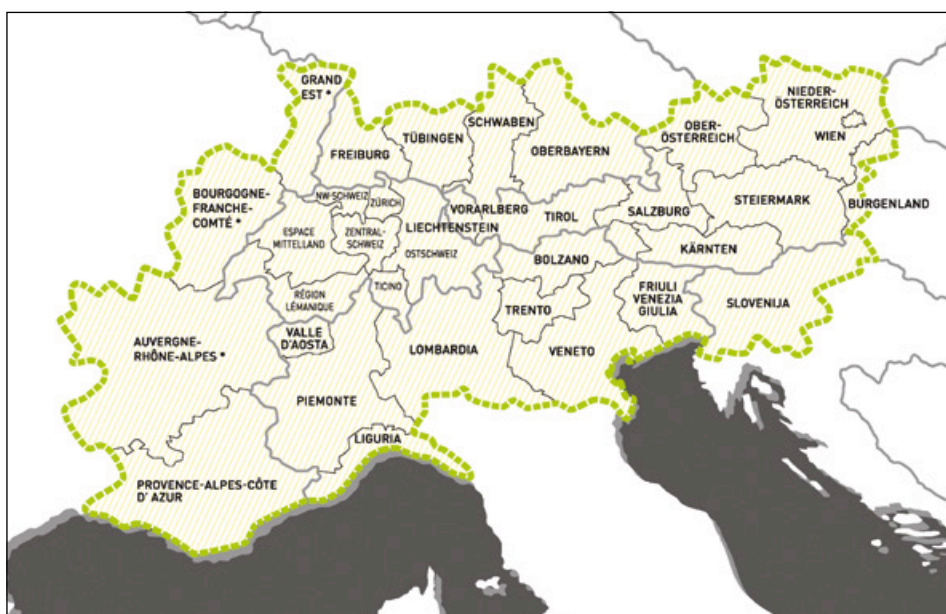 GRAND
EST *
NIEDER-
ÖSTERREICH
WIEN
SCHWABEN
OBER-
ÖSTERREICH
TÜBINGEN
FREIBURG
OBERBAYERN
BOURGOGNE-
FRANCHE-
COMTÉ *
NW-SCHWEIZ
ZÜRICH
VORARLBERG
TIROL
SALZBURG
STEIERMARK
BURGENLAND
ESPACE
MITTELLAND
ZENTRAL-
SCHWEIZ
LIECHTENSTEIN
OSTSCHWEIZ
BOLZANO
KÄRNTEN
RÉGION
LÉMANIQUE
TICINO
TRENTO
FRIULI
VENEZIA
GIULIA
SLOVENIJA
VALLE
D'AOSTA
AUVERGNE-
RHÔNE-ALPES *
LOMBARDIA
VENETO
PIEMONTE
LIGURIA
PROVENCE-ALPES-CÔTE
D' AZUR